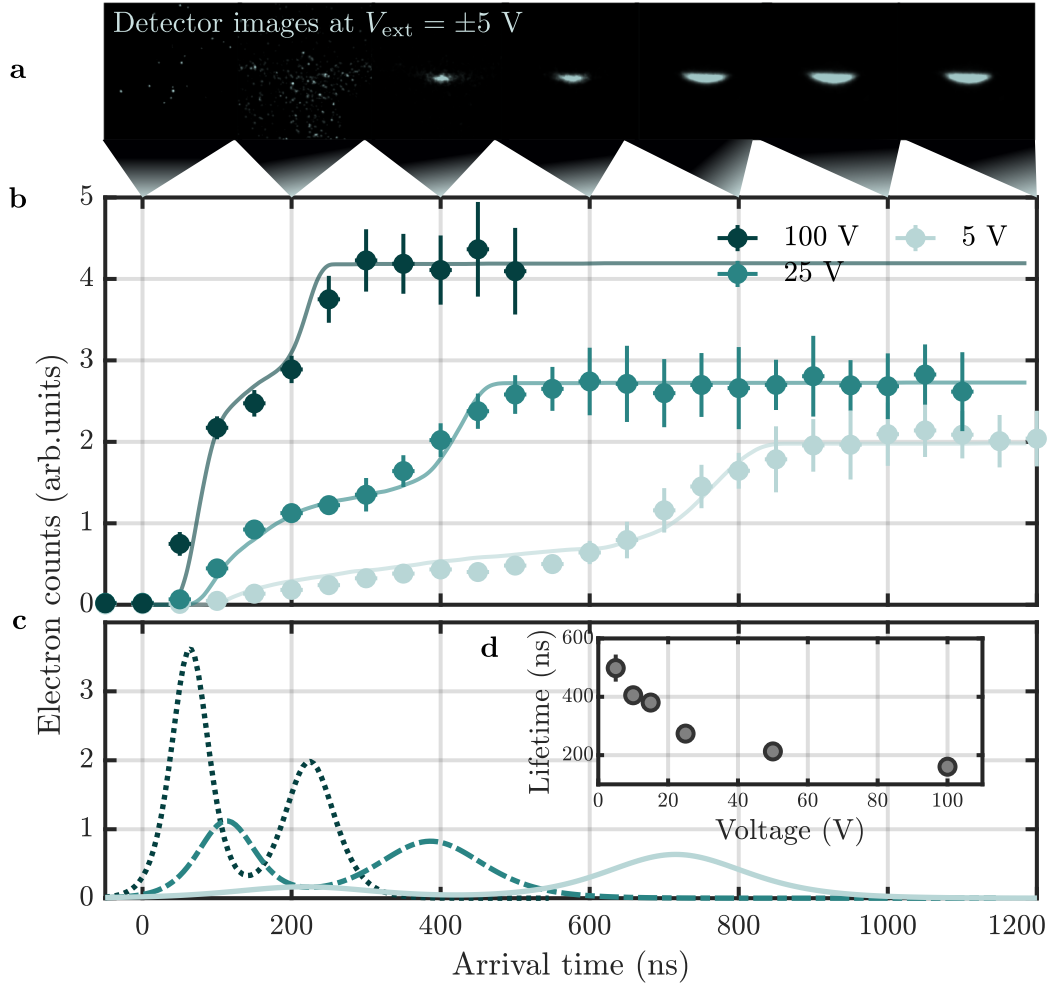 Detector images at V_ext = ±5 V
a
b
5
4
3
2
1
0
100 V
5 V
25 V
Electron counts (arb.units)
c
3
2
1
0
d
600
400
200
Lifetime (ns)
0 20 40 60 80 100
Voltage (V)
0 200 400 600 800 1000 1200
Arrival time (ns)